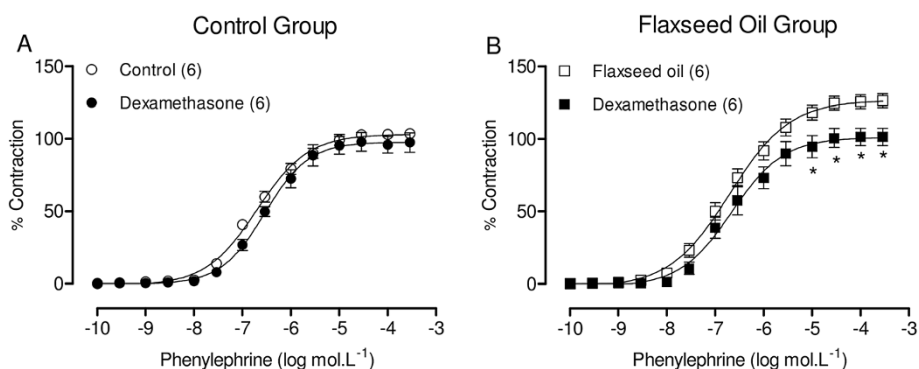 Control Group
A
Control (6)
Dexamethasone (6)
150
100
50
0
% Contraction
-10 -9 -8 -7 -6 -5 -4 -3
Phenylephrine (log mol.L⁻¹)
Flaxseed Oil Group
B
Flaxseed oil (6)
Dexamethasone (6)
150
100
50
0
% Contraction
* * * *
-10 -9 -8 -7 -6 -5 -4 -3
Phenylephrine (log mol.L⁻¹)